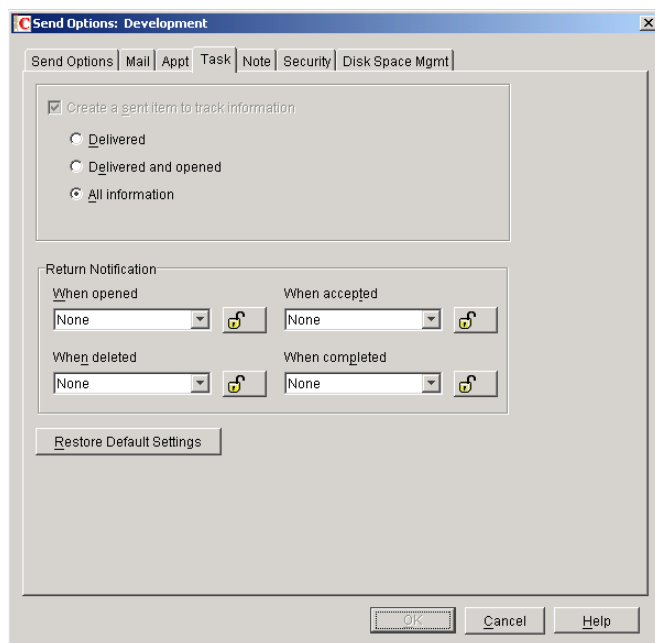 Send Options: Development
Send Options Mail Appt Task Note Security Disk Space Mgmt
Create a sent item to track information
Delivered
Delivered and opened
All information
Return Notification
When opened When accepted
None None
When deleted When completed
None None
Restore Default Settings
OK Cancel Help